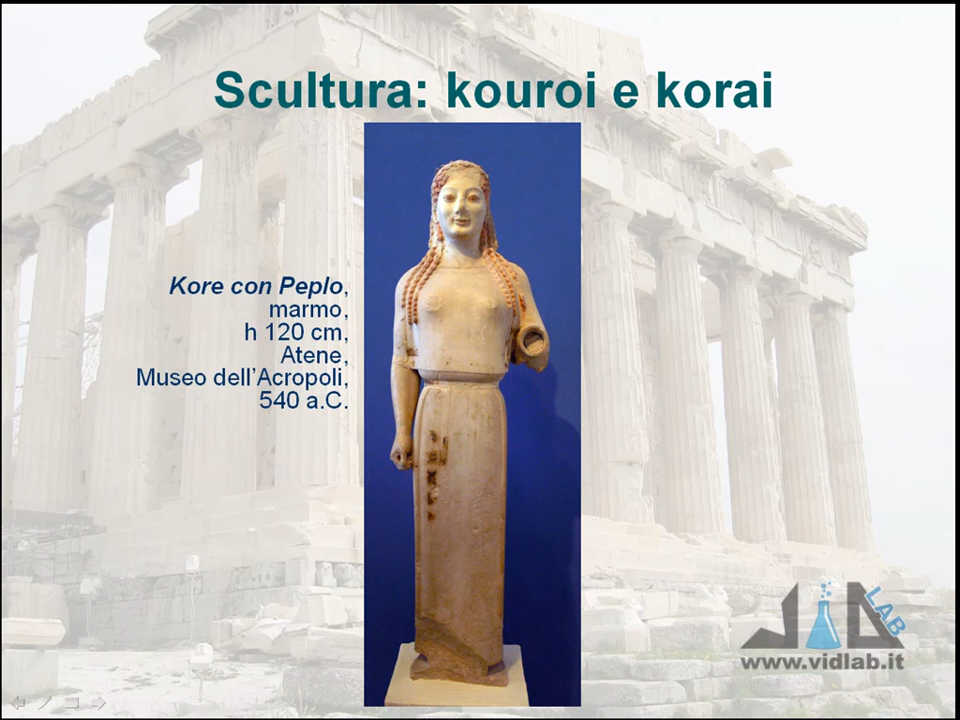 Scultura: kouroi e korai
Kore con Peplo,
marmo,
h 120 cm,
Atene,
Museo dell'Acropoli,
540 a.C.
LAB
www.vidlab.it